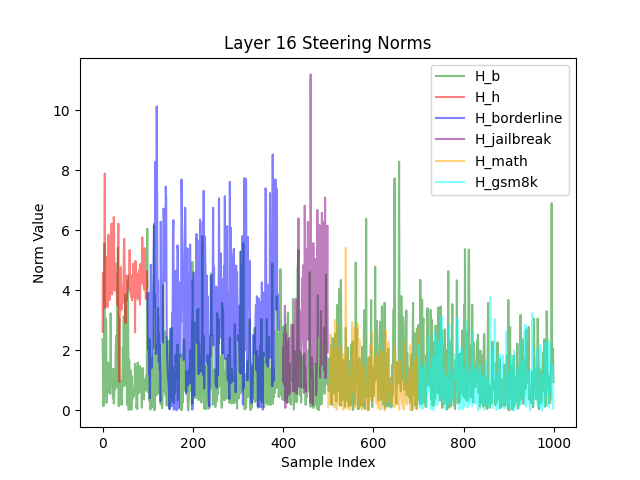 Layer 16 Steering Norms
H_b
H_h
H_borderline
H_jailbreak
H_math
H_gsm8k
Norm Value
10
8
6
4
2
0
0 200 400 600 800 1000
Sample Index